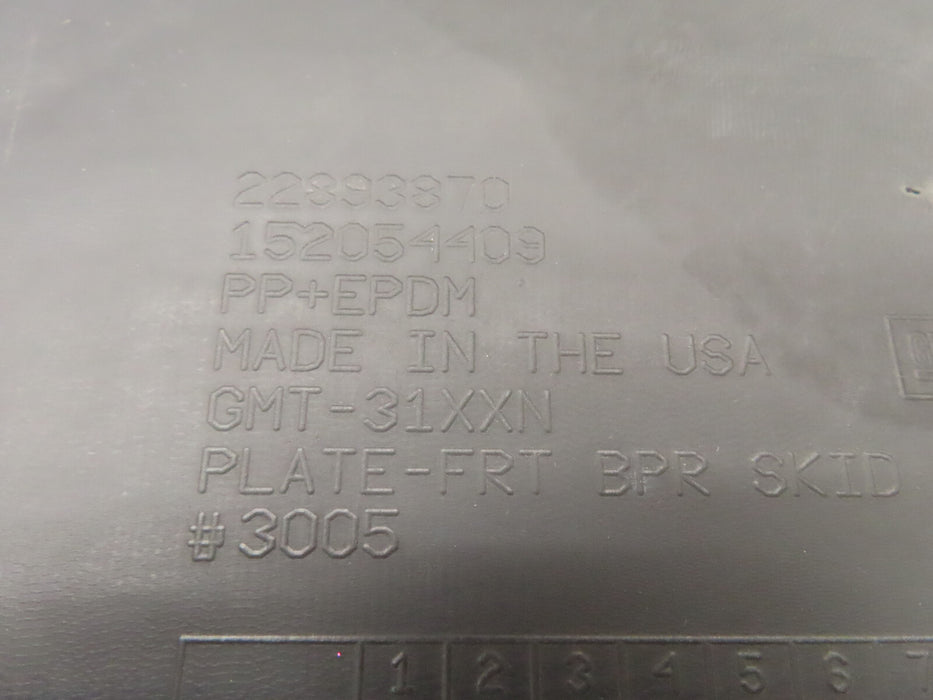 22893870
152054409
PP+EPDM
MADE IN THE USA
GMT-31XXN
PLATE-FRT BPR SKID
#3005
1 2 3 4 5 6 7